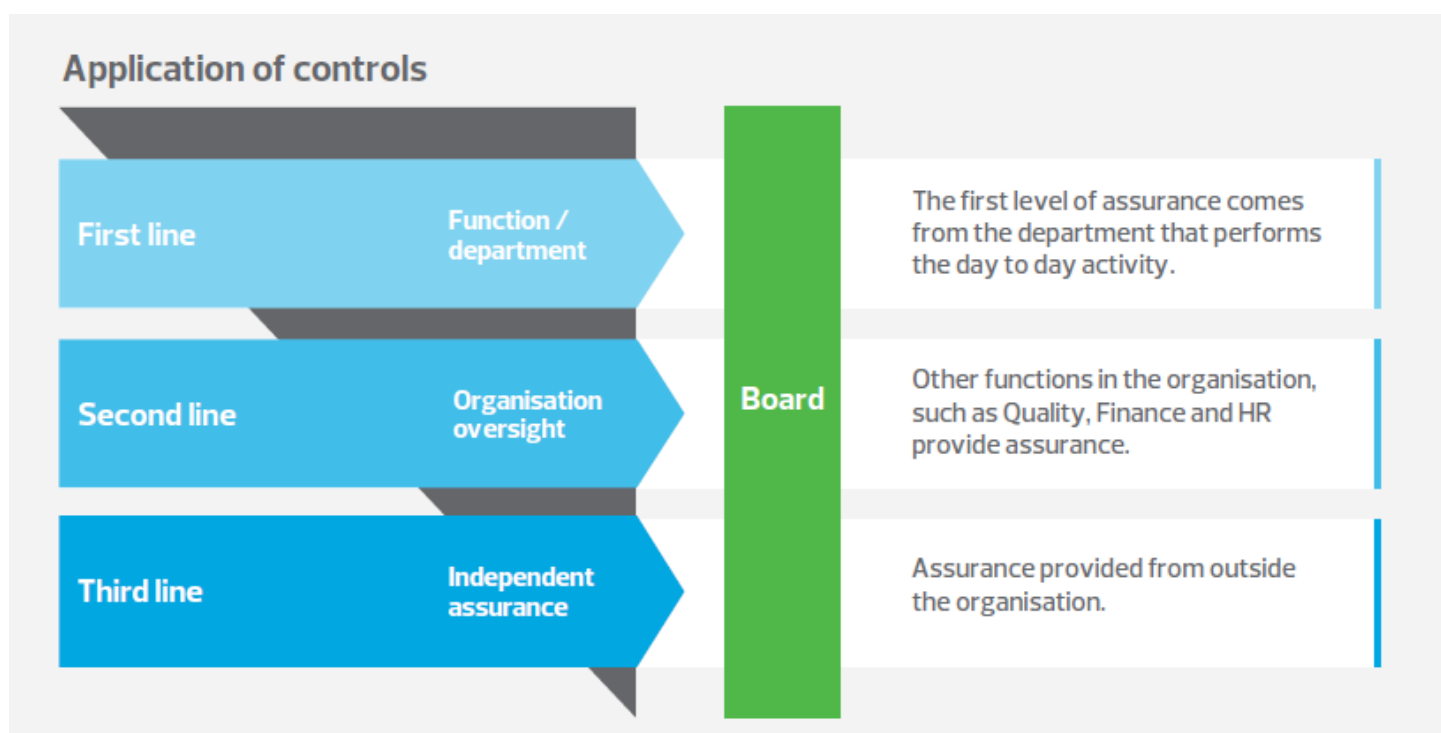 Application of controls
First line
Function /
department
The first level of assurance comes
from the department that performs
the day to day activity.
Second line
Organisation
oversight
Board
Other functions in the organisation,
such as Quality, Finance and HR
provide assurance.
Third line
Independent
assurance
Assurance provided from outside
the organisation.